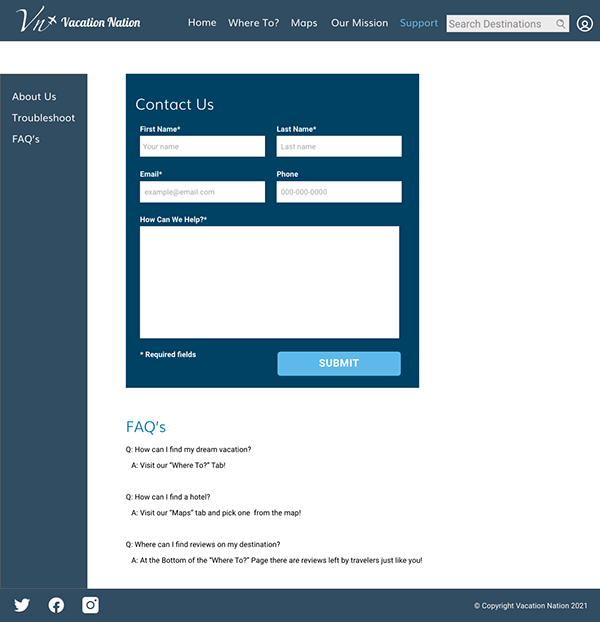 Vn Vacation Nation Home Where To? Maps Our Mission Support Search Destinations
About Us
Troubleshoot
FAQ's
Contact Us
First Name* Last Name*
Your name Last name
Email* Phone
example@email.com 000-000-0000
How Can We Help?*
* Required fields SUBMIT
FAQ's
Q: How can I find my dream vacation?
A: Visit our “Where To?” Tab!
Q: How can I find a hotel?
A: Visit our “Maps” tab and pick one from the map!
Q: Where can I find reviews on my destination?
A: At the Bottom of the “Where To?” Page there are reviews left by travelers just like you!
© Copyright Vacation Nation 2021